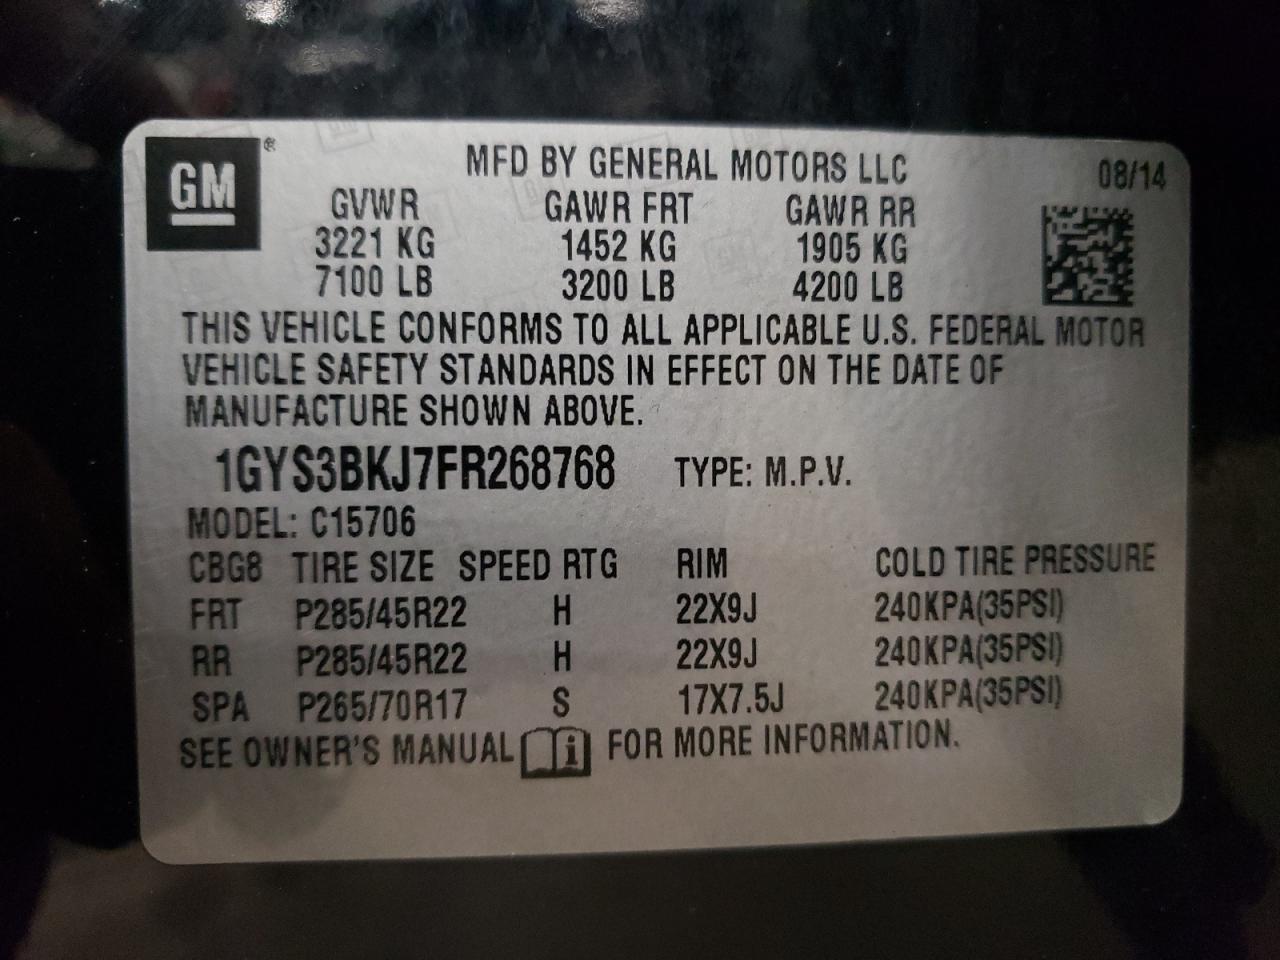 GM ®
MFD BY GENERAL MOTORS LLC 08/14
GVWR GAWR FRT GAWR RR
3221 KG 1452 KG 1905 KG
7100 LB 3200 LB 4200 LB
THIS VEHICLE CONFORMS TO ALL APPLICABLE U.S. FEDERAL MOTOR
VEHICLE SAFETY STANDARDS IN EFFECT ON THE DATE OF
MANUFACTURE SHOWN ABOVE.
1GYS3BKJ7FR268768 TYPE: M.P.V.
MODEL: C15706
CBG8 TIRE SIZE SPEED RTG RIM COLD TIRE PRESSURE
FRT P285/45R22 H 22X9J 240KPA(35PSI)
RR P285/45R22 H 22X9J 240KPA(35PSI)
SPA P265/70R17 S 17X7.5J 240KPA(35PSI)
SEE OWNER'S MANUAL i FOR MORE INFORMATION.